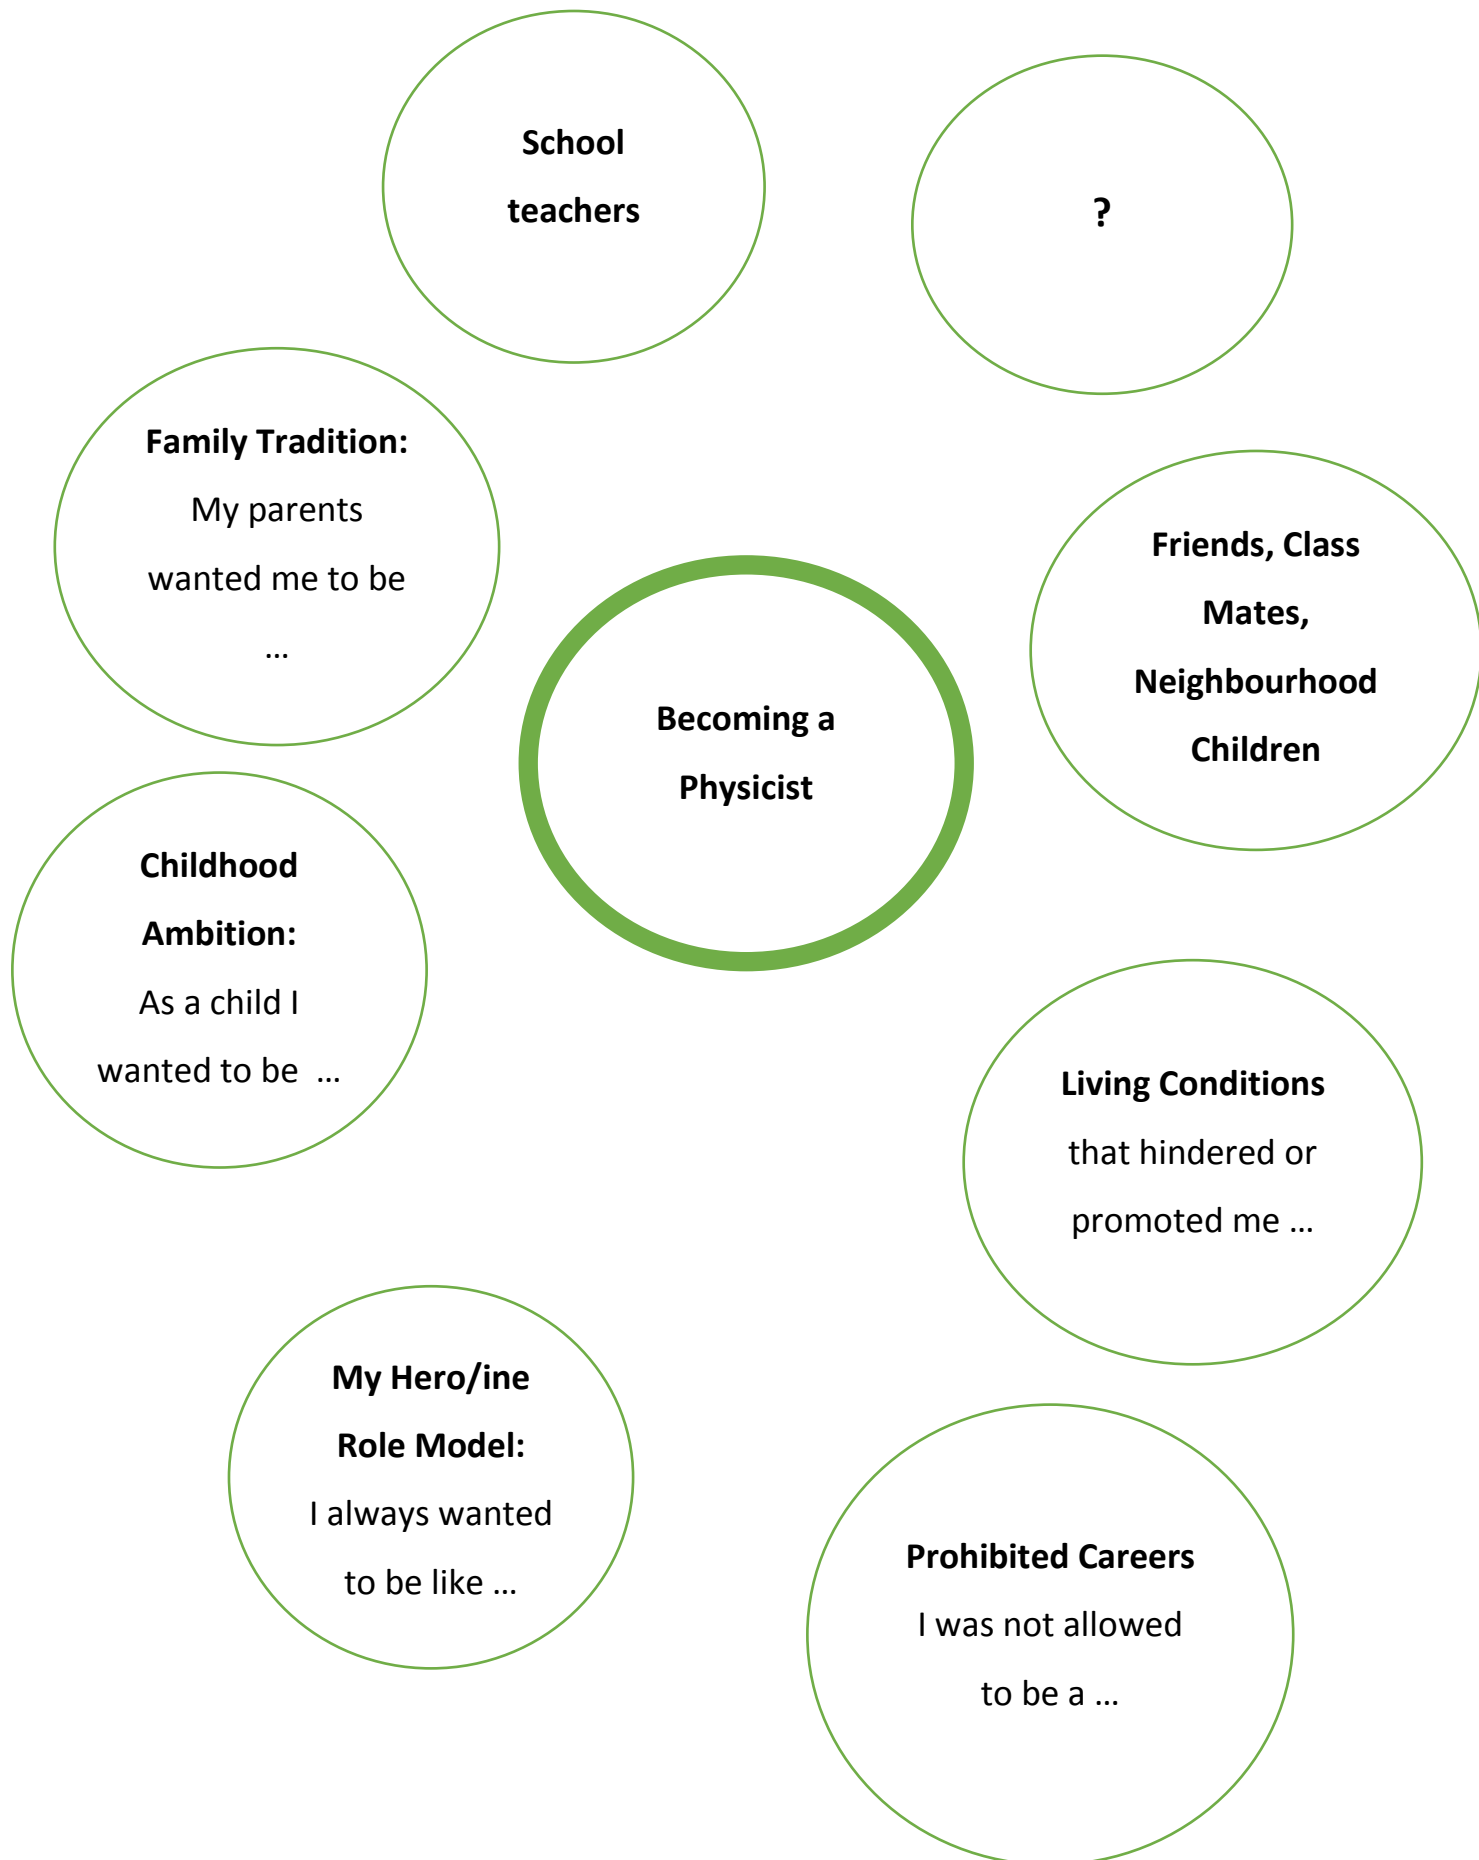 School
teachers
?
Family Tradition:
My parents
wanted me to be
...
Friends, Class
Mates,
Neighbourhood
Children
Becoming a
Physicist
Childhood
Ambition:
As a child I
wanted to be  ...
Living Conditions
that hindered or
promoted me ...
My Hero/ine
Role Model:
I always wanted
to be like ...
Prohibited Careers
I was not allowed
to be a ...